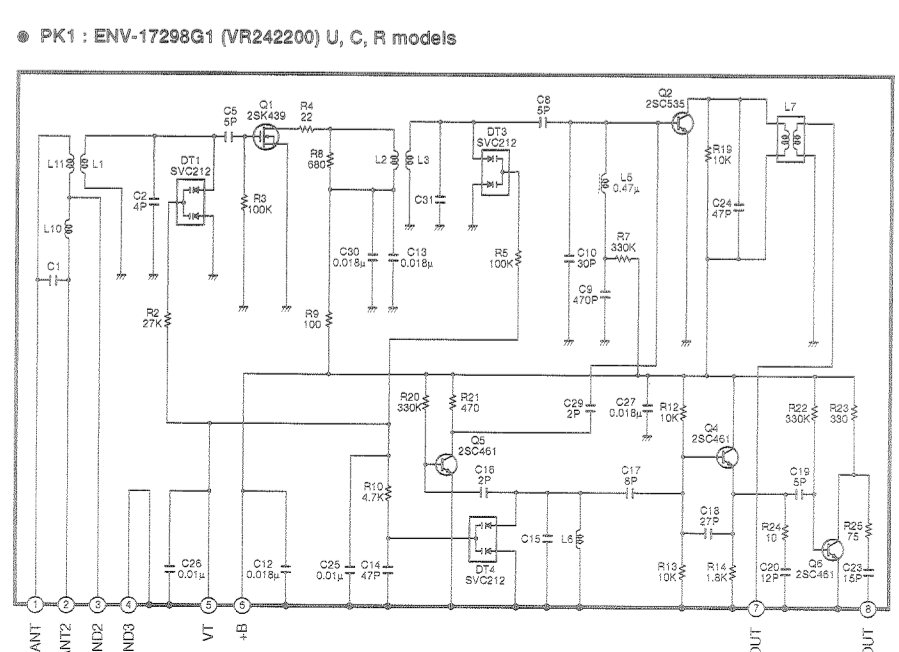 ● PK1 : ENV-17298G1 (VR242200) U, C, R models
C5
5P
Q1
2SK439
R4
22
C8
5P
Q2
2SC535
L7
L11
L1
DT1
SVC212
R8
680
L2
L3
DT3
SVC212
R19
10K
C2
4P
R3
100K
C31
L5
0.47μ
C24
47P
L10
C1
C30
0.018μ
C13
0.018μ
R5
100K
C10
30P
R7
330K
C9
470P
R2
27K
R9
100
R20
330K
R21
470
C29
2P
C27
0.018μ
R12
10K
R22
330K
R23
330
Q5
2SC461
Q4
2SC461
R10
4.7K
C16
2P
C17
8P
C19
5P
C18
27P
R24
10
R25
75
C26
0.01μ
C12
0.018μ
C25
0.01μ
C14
47P
DT4
SVC212
C15
L6
R13
10K
R14
1.8K
C20
12P
Q6
2SC461
C23
15P
1
2
3
4
5
6
7
8
ANT
NT2
ND2
ND3
VT
+B
OUT
OUT